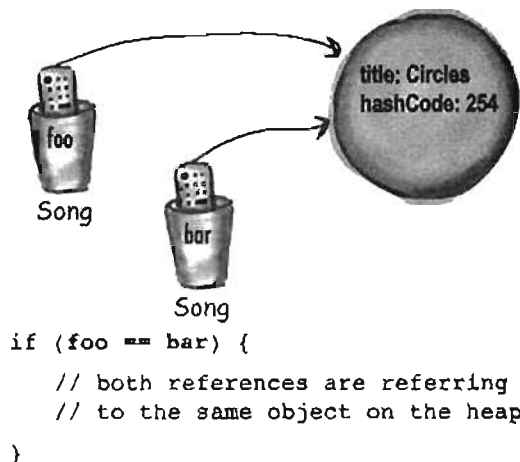 title: Circles
hashCode: 254
foo
Song
bar
Song
if (foo == bar) {
// both references are referring
// to the same object on the heap
}